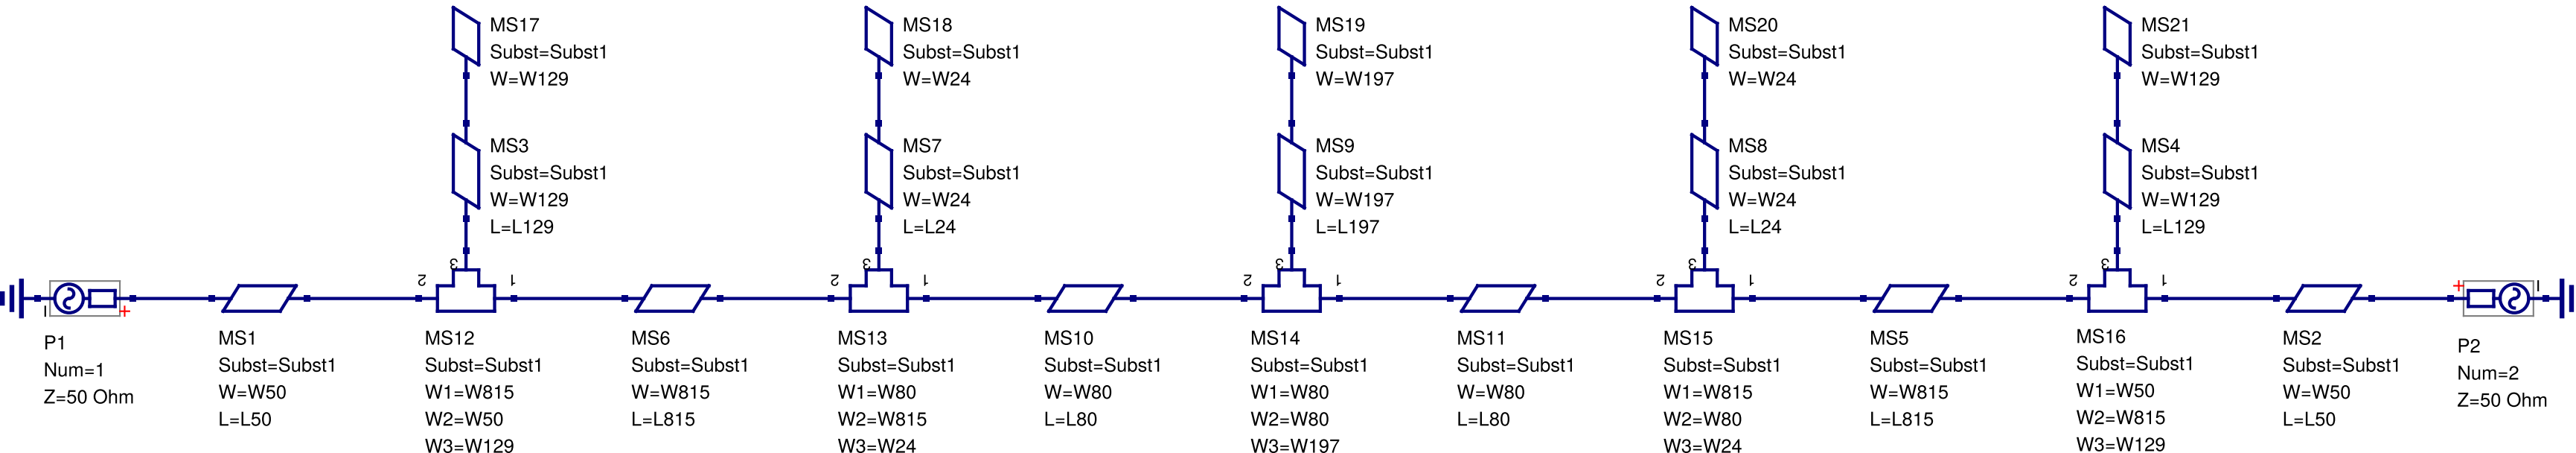 MS17
Subst=Subst1
W=W129
MS18
Subst=Subst1
W=W24
MS19
Subst=Subst1
W=W197
MS20
Subst=Subst1
W=W24
MS21
Subst=Subst1
W=W129
MS3
Subst=Subst1
W=W129
L=L129
MS7
Subst=Subst1
W=W24
L=L24
MS9
Subst=Subst1
W=W197
L=L197
MS8
Subst=Subst1
W=W24
L=L24
MS4
Subst=Subst1
W=W129
L=L129
2
3
1
2
3
1
2
3
1
2
3
1
2
3
1
P1
Num=1
Z=50 Ohm
MS1
Subst=Subst1
W=W50
L=L50
MS12
Subst=Subst1
W1=W815
W2=W50
W3=W129
MS6
Subst=Subst1
W=W815
L=L815
MS13
Subst=Subst1
W1=W80
W2=W815
W3=W24
MS10
Subst=Subst1
W=W80
L=L80
MS14
Subst=Subst1
W1=W80
W2=W80
W3=W197
MS11
Subst=Subst1
W=W80
L=L80
MS15
Subst=Subst1
W1=W815
W2=W80
W3=W24
MS5
Subst=Subst1
W=W815
L=L815
MS16
Subst=Subst1
W1=W50
W2=W815
W3=W129
MS2
Subst=Subst1
W=W50
L=L50
P2
Num=2
Z=50 Ohm